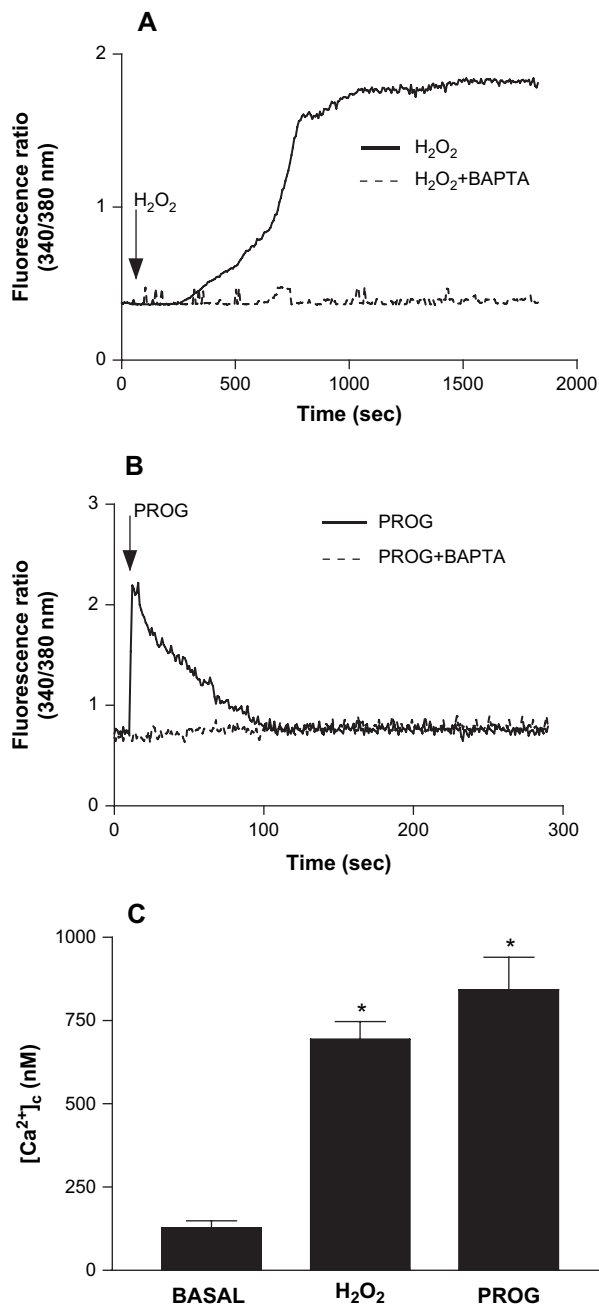 A
2
1
0
Fluorescence ratio
(340/380 nm)
H₂O₂
H₂O₂
H₂O₂+BAPTA
0
500
1000
1500
2000
Time (sec)
B
3
2
1
0
Fluorescence ratio
(340/380 nm)
PROG
PROG
PROG+BAPTA
0
100
200
300
Time (sec)
C
1000
750
500
250
0
[Ca²⁺]c (nM)
*
*
BASAL
H₂O₂
PROG